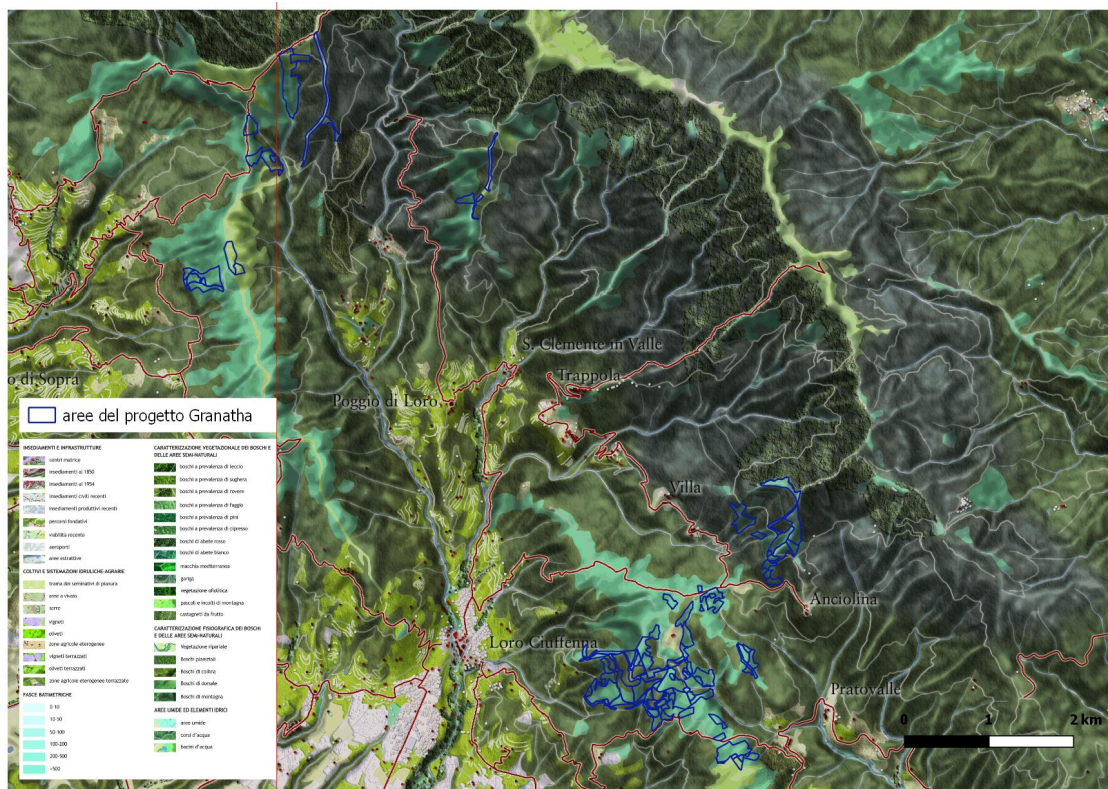 S. Clemente in Valle
Trappola
o di Sopra
Poggio di Loro
Villa
Anciolina
Loro Ciuffenna
Pratovalle
0 1 2 km
aree del progetto Granatha
INSEDIAMENTI E INFRASTRUTTURE
centri matrice
insediamenti al 1850
insediamenti al 1954
insediamenti civili recenti
insediamenti produttivi recenti
percorsi fondativi
viabilità recente
aeroporti
aree estrattive
COLTIVI E SISTEMAZIONI IDRULICHE-AGRARIE
trama dei seminativi di pianura
aree a vivaio
serre
vigneti
oliveti
zone agricole eterogenee
vigneti terrazzati
oliveti terrazzati
zone agricole eterogenee terrazzate
FASCE BATIMETRICHE
0-10
10-50
50-100
100-200
200-500
>500
CARATTERIZZAZIONE VEGETAZIONALE DEI BOSCHI E
DELLE AREE SEMI-NATURALI
boschi a prevalenza di leccio
boschi a prevalenza di sughera
boschi a prevalenza di rovere
boschi a prevalenza di faggio
boschi a prevalenza di pini
boschi a prevalenza di cipresso
boschi di abete rosso
boschi di abete bianco
macchia mediterranea
gariga
vegetazione ofiolitica
pascoli e incolti di montagna
castagneti da frutto
CARATTERIZZAZIONE FISIOGRAFICA DEI BOSCHI
E DELLE AREE SEMI-NATURALI
Vegetazione ripariale
Boschi planiziali
Boschi di collina
Boschi di dorsale
Boschi di montagna
AREE UMIDE ED ELEMENTI IDRICI
aree umide
corsi d'acqua
bacini d'acqua